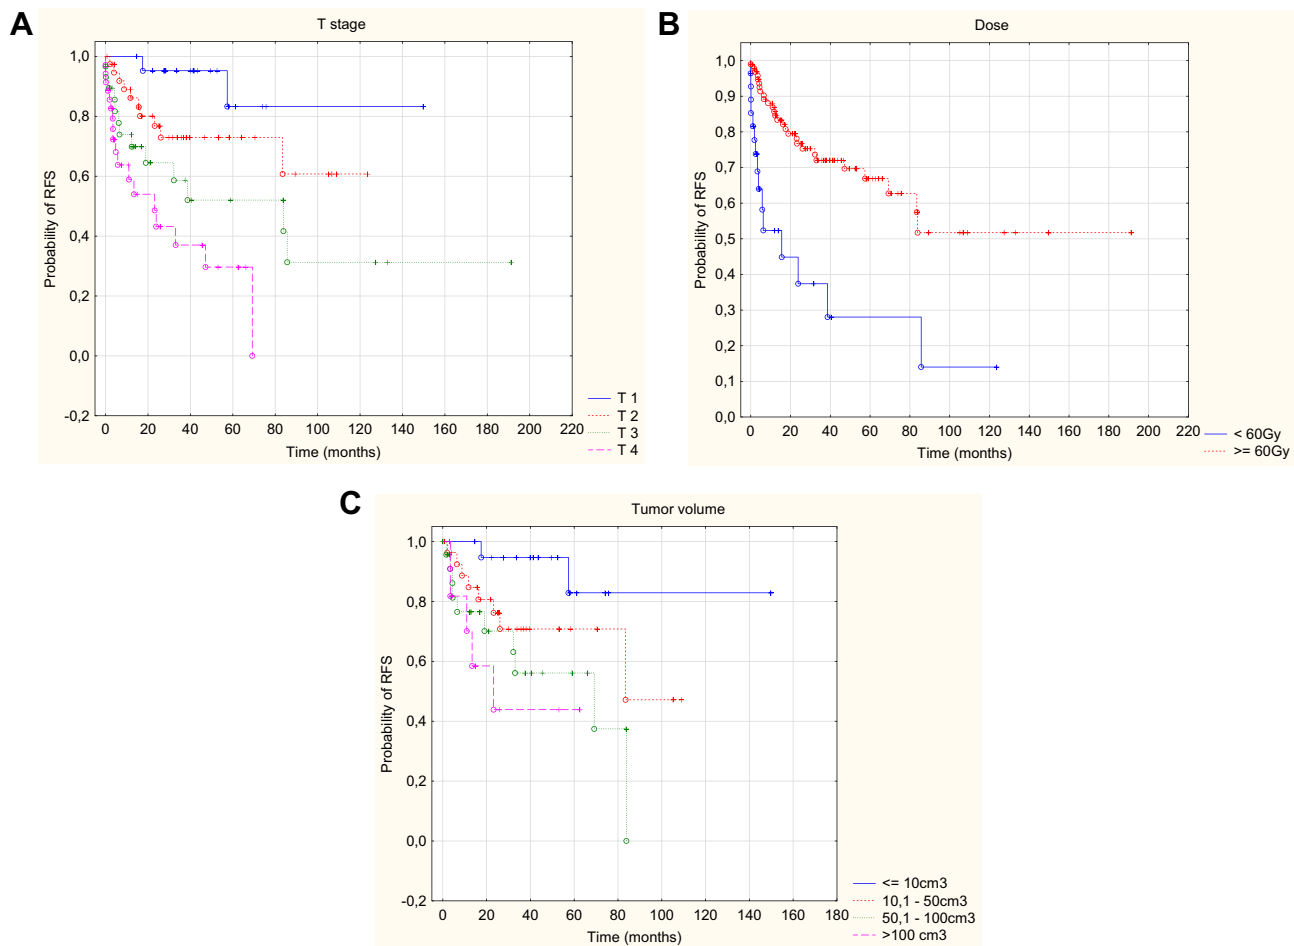 A
T stage
1,0
0,8
0,6
0,4
0,2
0,0
-0,2
Probability of RFS
0 20 40 60 80 100 120 140 160 180 200 220
Time (months)
T 1
T 2
T 3
T 4
B
Dose
1,0
0,9
0,8
0,7
0,6
0,5
0,4
0,3
0,2
0,1
0,0
Probability of RFS
0 20 40 60 80 100 120 140 160 180 200 220
Time (months)
< 60Gy
>= 60Gy
C
Tumor volume
1,0
0,8
0,6
0,4
0,2
0,0
-0,2
Probability of RFS
0 20 40 60 80 100 120 140 160 180
Time (months)
<= 10cm3
10,1 - 50cm3
50,1 - 100cm3
>100 cm3